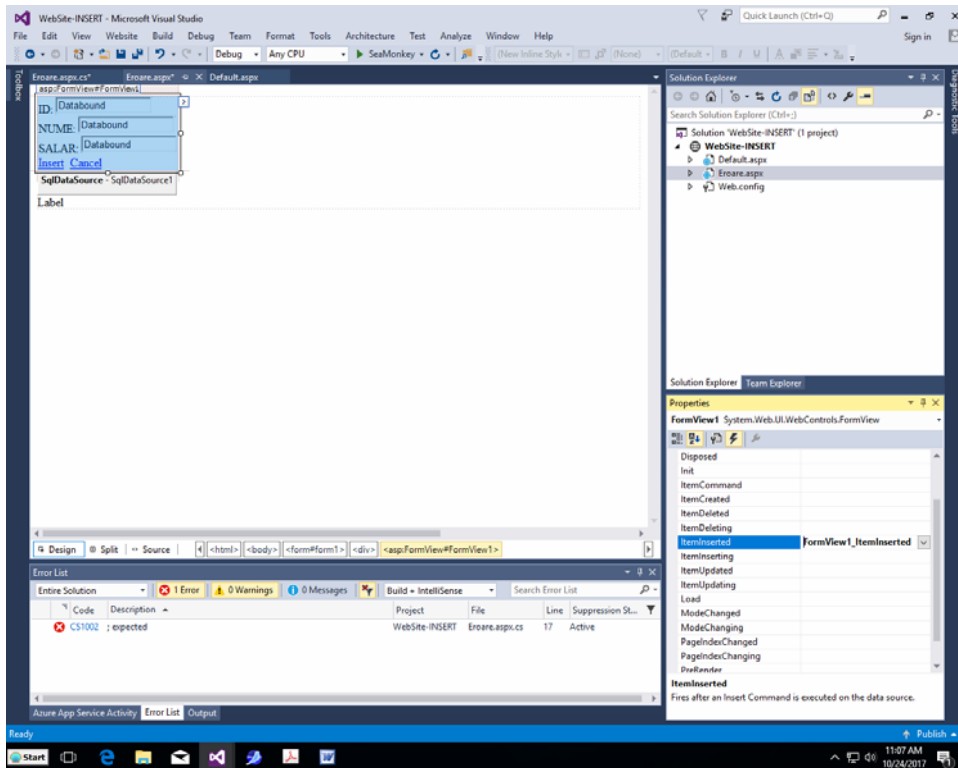 WebSite-INSERT - Microsoft Visual Studio
Quick Launch (Ctrl+Q)
File Edit View Website Build Debug Team Format Tools Architecture Test Analyze Window Help
Sign in
Debug Any CPU SeaMonkey (New Inline Style (None) (Default
Toolbox
Eroare.aspx.cs* Eroare.aspx* Default.aspx
asp:FormView#FormView1
ID: Databound
NUME: Databound
SALAR: Databound
Insert Cancel
SqlDataSource - SqlDataSource1
Label
Design Split Source <html> <body> <form#form1> <div> <asp:FormView#FormView1>
Error List
Entire Solution 1 Error 0 Warnings 0 Messages Build + IntelliSense Search Error List
Code Description Project File Line Suppression St...
CS1002 ; expected WebSite-INSERT Eroare.aspx.cs 17 Active
Azure App Service Activity Error List Output
Solution Explorer
Search Solution Explorer (Ctrl+;)
Solution 'WebSite-INSERT' (1 project)
WebSite-INSERT
Default.aspx
Eroare.aspx
Web.config
Solution Explorer Team Explorer
Diagnostic Tools
Properties
FormView1 System.Web.UI.WebControls.FormView
Disposed
Init
ItemCommand
ItemCreated
ItemDeleted
ItemDeleting
ItemInserted FormView1_ItemInserted
ItemInserting
ItemUpdated
ItemUpdating
Load
ModeChanged
ModeChanging
PageIndexChanged
PageIndexChanging
PreRender
ItemInserted
Fires after an Insert Command is executed on the data source.
Ready
Publish
Start
11:07 AM
10/24/2017